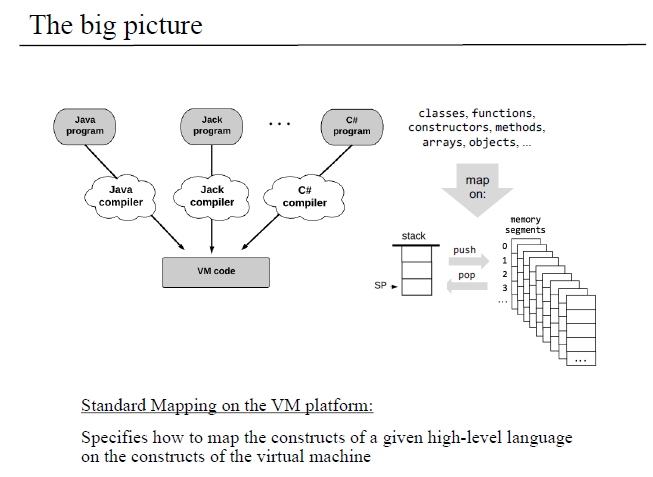 The big picture
Java
program
Jack
program
...
C#
program
classes, functions,
constructors, methods,
arrays, objects, …
Java
compiler
Jack
compiler
C#
compiler
map
on:
VM code
stack
SP
push
pop
memory
segments
0
1
2
3
...
...
Standard Mapping on the VM platform:
Specifies how to map the constructs of a given high-level language
on the constructs of the virtual machine